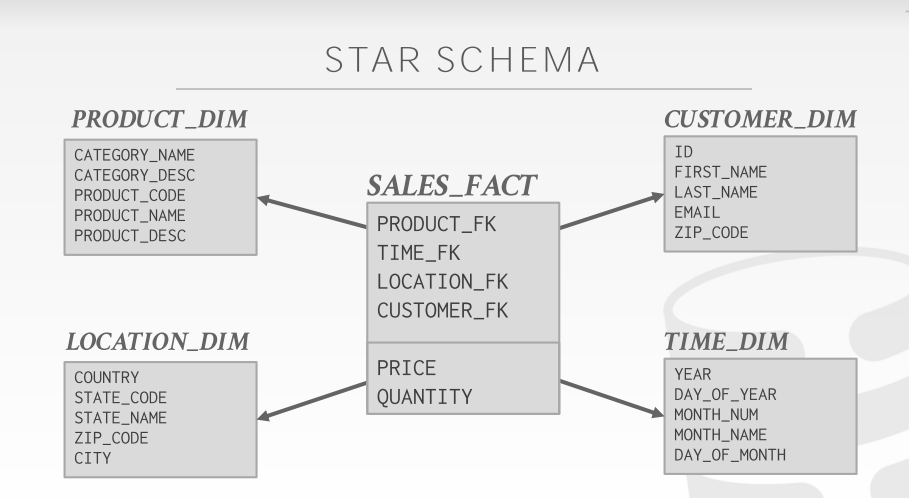 STAR SCHEMA
PRODUCT_DIM
CATEGORY_NAME
CATEGORY_DESC
PRODUCT_CODE
PRODUCT_NAME
PRODUCT_DESC
CUSTOMER_DIM
ID
FIRST_NAME
LAST_NAME
EMAIL
ZIP_CODE
SALES_FACT
PRODUCT_FK
TIME_FK
LOCATION_FK
CUSTOMER_FK
PRICE
QUANTITY
LOCATION_DIM
COUNTRY
STATE_CODE
STATE_NAME
ZIP_CODE
CITY
TIME_DIM
YEAR
DAY_OF_YEAR
MONTH_NUM
MONTH_NAME
DAY_OF_MONTH